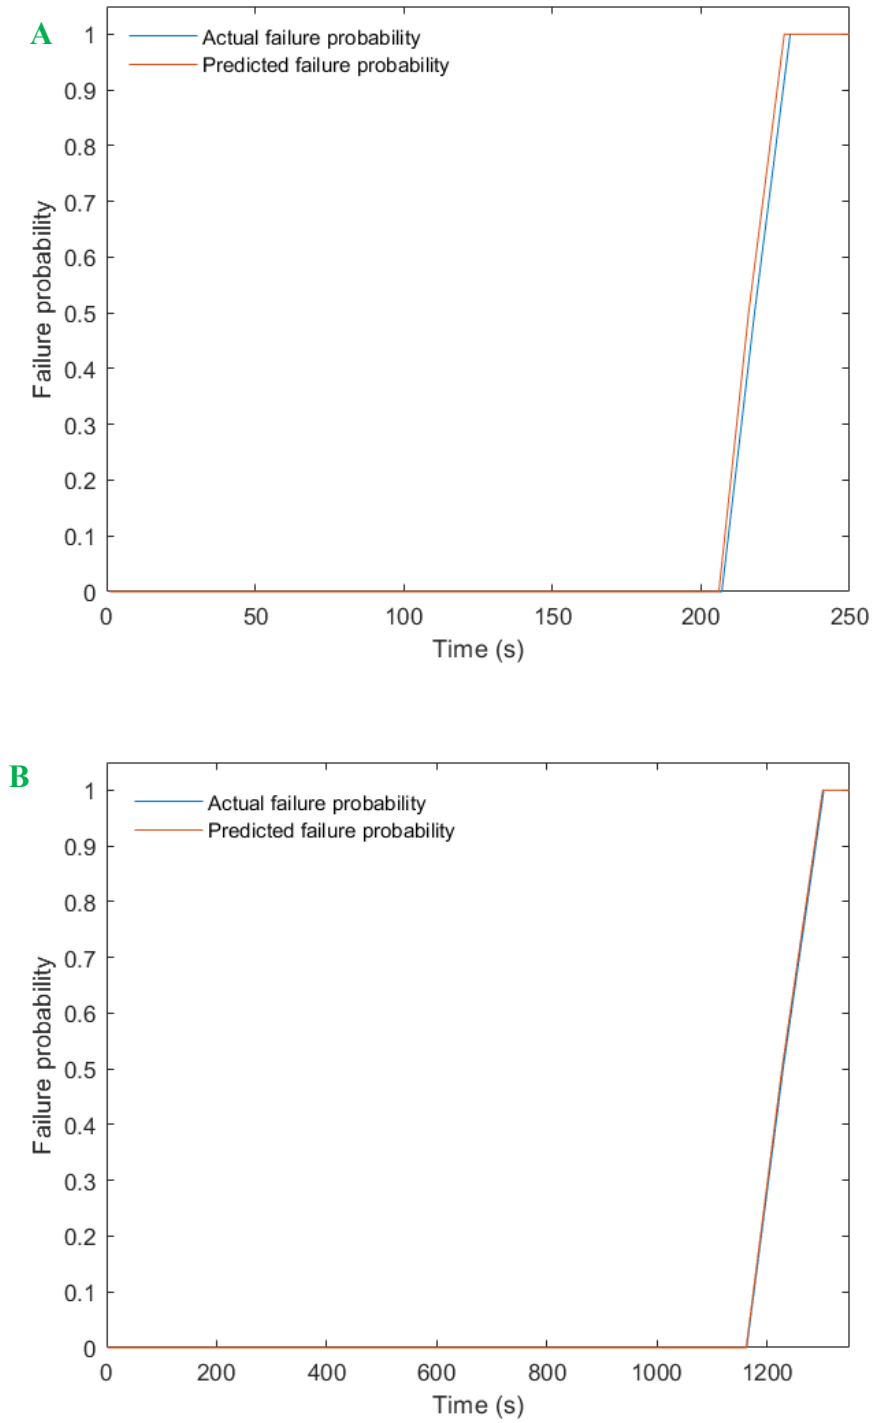 A
Actual failure probability
Predicted failure probability
1
0.9
0.8
0.7
0.6
0.5
0.4
0.3
0.2
0.1
0
Failure probability
0 50 100 150 200 250
Time (s)
B
Actual failure probability
Predicted failure probability
1
0.9
0.8
0.7
0.6
0.5
0.4
0.3
0.2
0.1
0
Failure probability
0 200 400 600 800 1000 1200
Time (s)